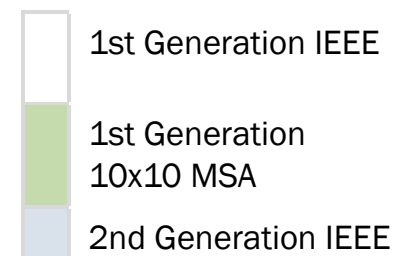 1st Generation IEEE
1st Generation
10x10 MSA
2nd Generation IEEE